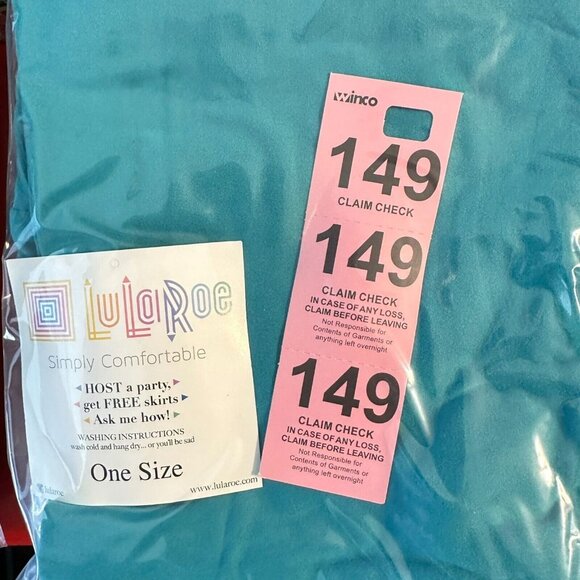 LuLaRoe
Simply Comfortable
HOST a party,
get FREE skirts
Ask me how!
WASHING INSTRUCTIONS
wash cold and hang dry... or you'll be sad
One Size
lularoe
www.lularoe.com
winco
149
CLAIM CHECK
149
CLAIM CHECK
IN CASE OF ANY LOSS,
CLAIM BEFORE LEAVING
Not Responsible for
Contents of Garments or
anything left overnight
149
CLAIM CHECK
IN CASE OF ANY LOSS,
CLAIM BEFORE LEAVING
Not Responsible for
Contents of Garments or
anything left overnight